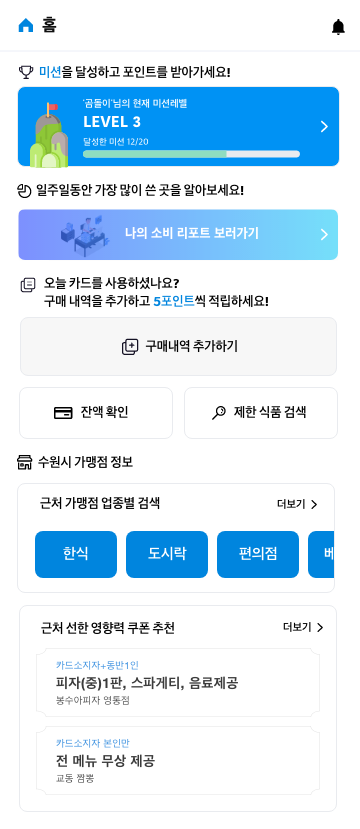 홈
미션을 달성하고 포인트를 받아가세요!
'곰돌이'님의 현재 미션레벨
LEVEL 3
달성한 미션 12/20
일주일동안 가장 많이 쓴 곳을 알아보세요!
나의 소비 리포트 보러가기
오늘 카드를 사용하셨나요?
구매 내역을 추가하고 5포인트씩 적립하세요!
구매내역 추가하기
잔액 확인
제한 식품 검색
수원시 가맹점 정보
근처 가맹점 업종별 검색
더보기
한식
도시락
편의점
베
근처 선한 영향력 쿠폰 추천
더보기
카드소지자+동반1인
피자(중)1판, 스파게티, 음료제공
봉수아피자 영통점
카드소지자 본인만
전 메뉴 무상 제공
교동 짬뽕